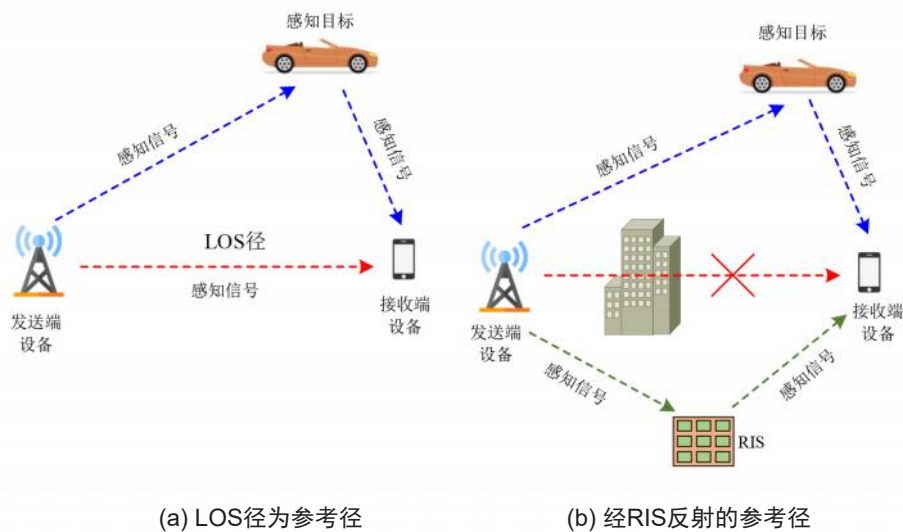 感知目标
感知信号
感知信号
LOS径
感知信号
发送端
设备
接收端
设备
(a) LOS径为参考径
感知目标
感知信号
感知信号
发送端
设备
接收端
设备
感知信号
感知信号
RIS
(b) 经RIS反射的参考径